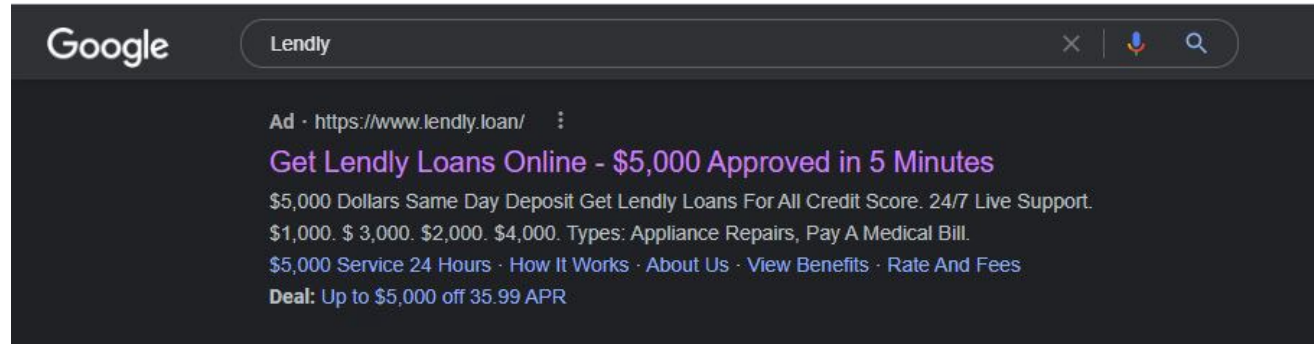 Google Lendly
Ad · https://www.lendly.loan/
Get Lendly Loans Online - $5,000 Approved in 5 Minutes
$5,000 Dollars Same Day Deposit Get Lendly Loans For All Credit Score. 24/7 Live Support.
$1,000. $ 3,000. $2,000. $4,000. Types: Appliance Repairs, Pay A Medical Bill.
$5,000 Service 24 Hours · How It Works · About Us · View Benefits · Rate And Fees
Deal: Up to $5,000 off 35.99 APR